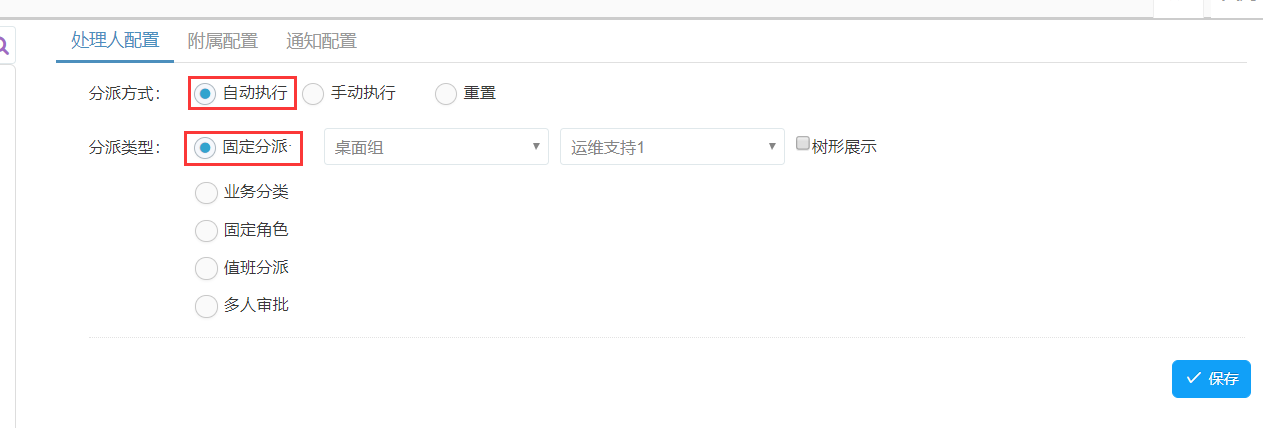 处理人配置 附属配置 通知配置
分派方式： 自动执行 手动执行 重置
分派类型： 固定分派 桌面组 运维支持1 树形展示
业务分类
固定角色
值班分派
多人审批
保存